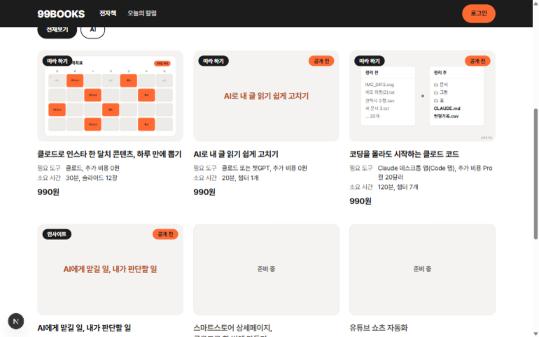 99BOOKS 전자책 오늘의 칼럼 로그인
전체보기 AI
따라 하기
따라 하기 공개 전
AI로 내 글 읽기 쉽게 고치기
따라 하기 공개 전
정리 전 정리 후
CLAUDE.md
클로드로 인스타 한 달치 콘텐츠, 하루 만에 뽑기
필요 도구 클로드, 추가 비용 0원
소요 시간 30분, 슬라이드 12장
990원
AI로 내 글 읽기 쉽게 고치기
필요 도구 클로드 또는 챗GPT, 추가 비용 0원
소요 시간 20분, 챕터 1개
990원
코딩을 몰라도 시작하는 클로드 코드
필요 도구 Claude 데스크톱 앱(Code 탭), 추가 비용 Pro
월 20달러
소요 시간 120분, 챕터 7개
990원
인사이트 공개 전
AI에게 맡길 일, 내가 판단할 일
준비 중
준비 중
N
AI에게 맡길 일, 내가 판단할 일
스마트스토어 상세페이지,
유튜브 쇼츠 자동화